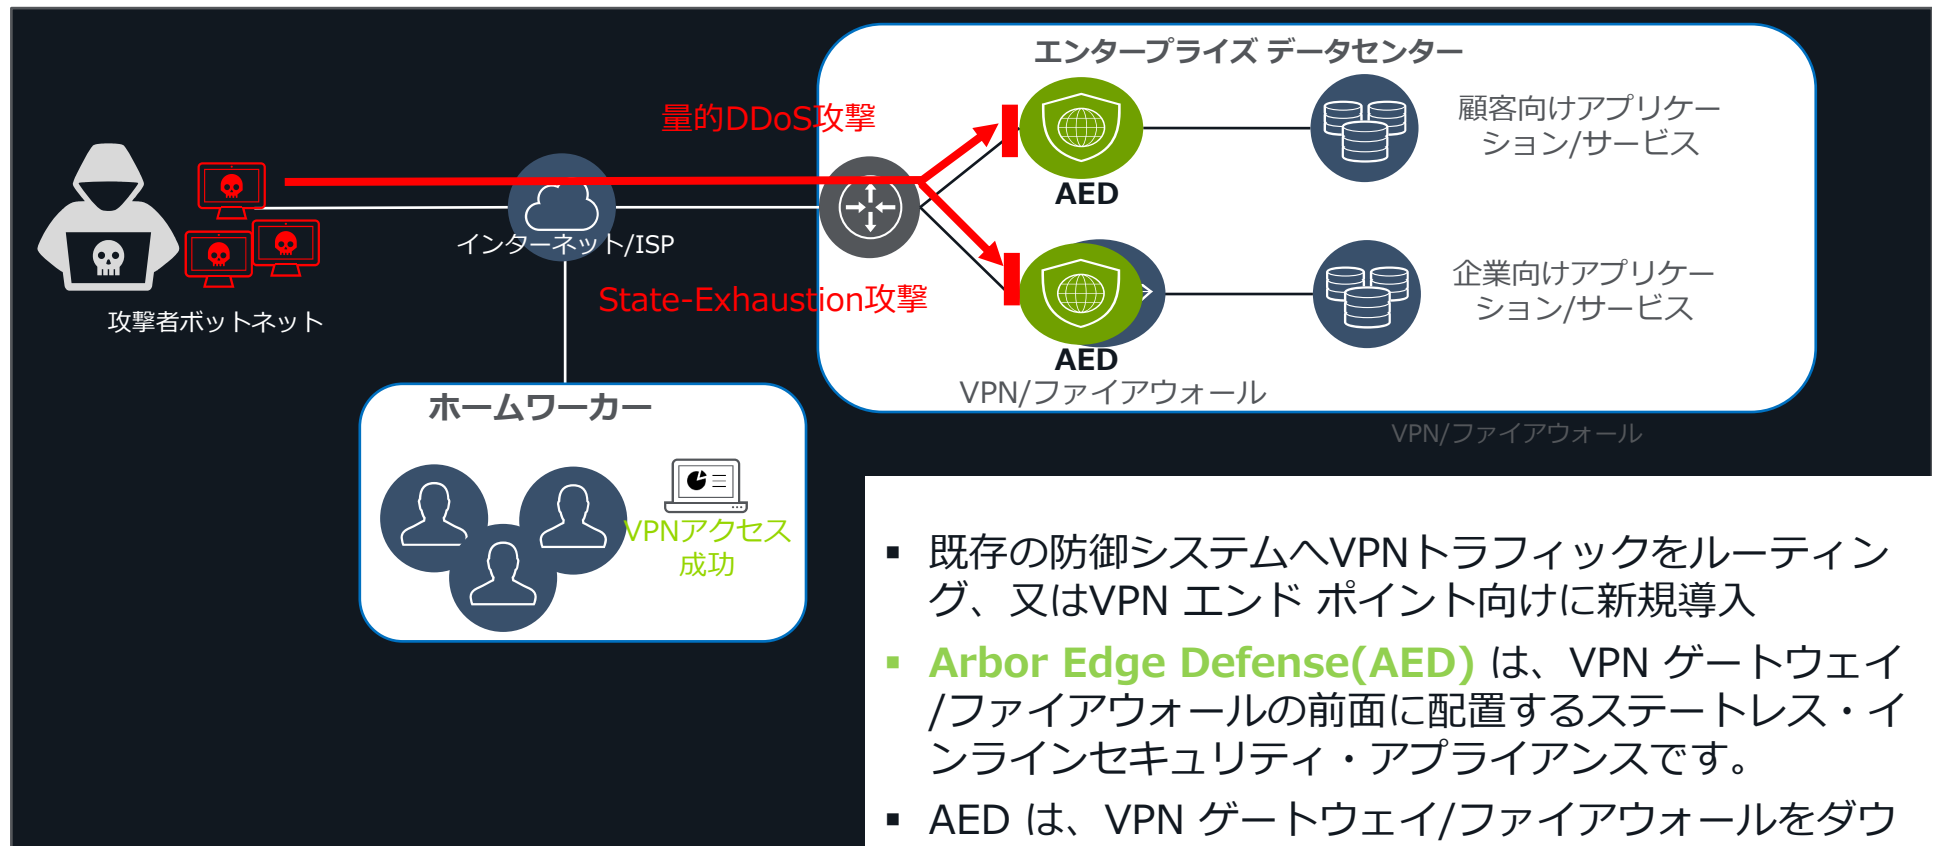 エンタープライズ データセンター
量的DDoS攻撃
顧客向けアプリケー
ション/サービス
AED
インターネット/ISP
State-Exhaustion攻撃
企業向けアプリケー
ション/サービス
攻撃者ボットネット
AED
VPN/ファイアウォール
VPN/ファイアウォール
ホームワーカー
VPNアクセス
成功
▪ 既存の防御システムへVPNトラフィックをルーティン
グ、又はVPN エンド ポイント向けに新規導入
▪ Arbor Edge Defense(AED) は、VPN ゲートウェイ
/ファイアウォールの前面に配置するステートレス・イ
ンラインセキュリティ・アプライアンスです。
▪ AED は、VPN ゲートウェイ/ファイアウォールをダウ